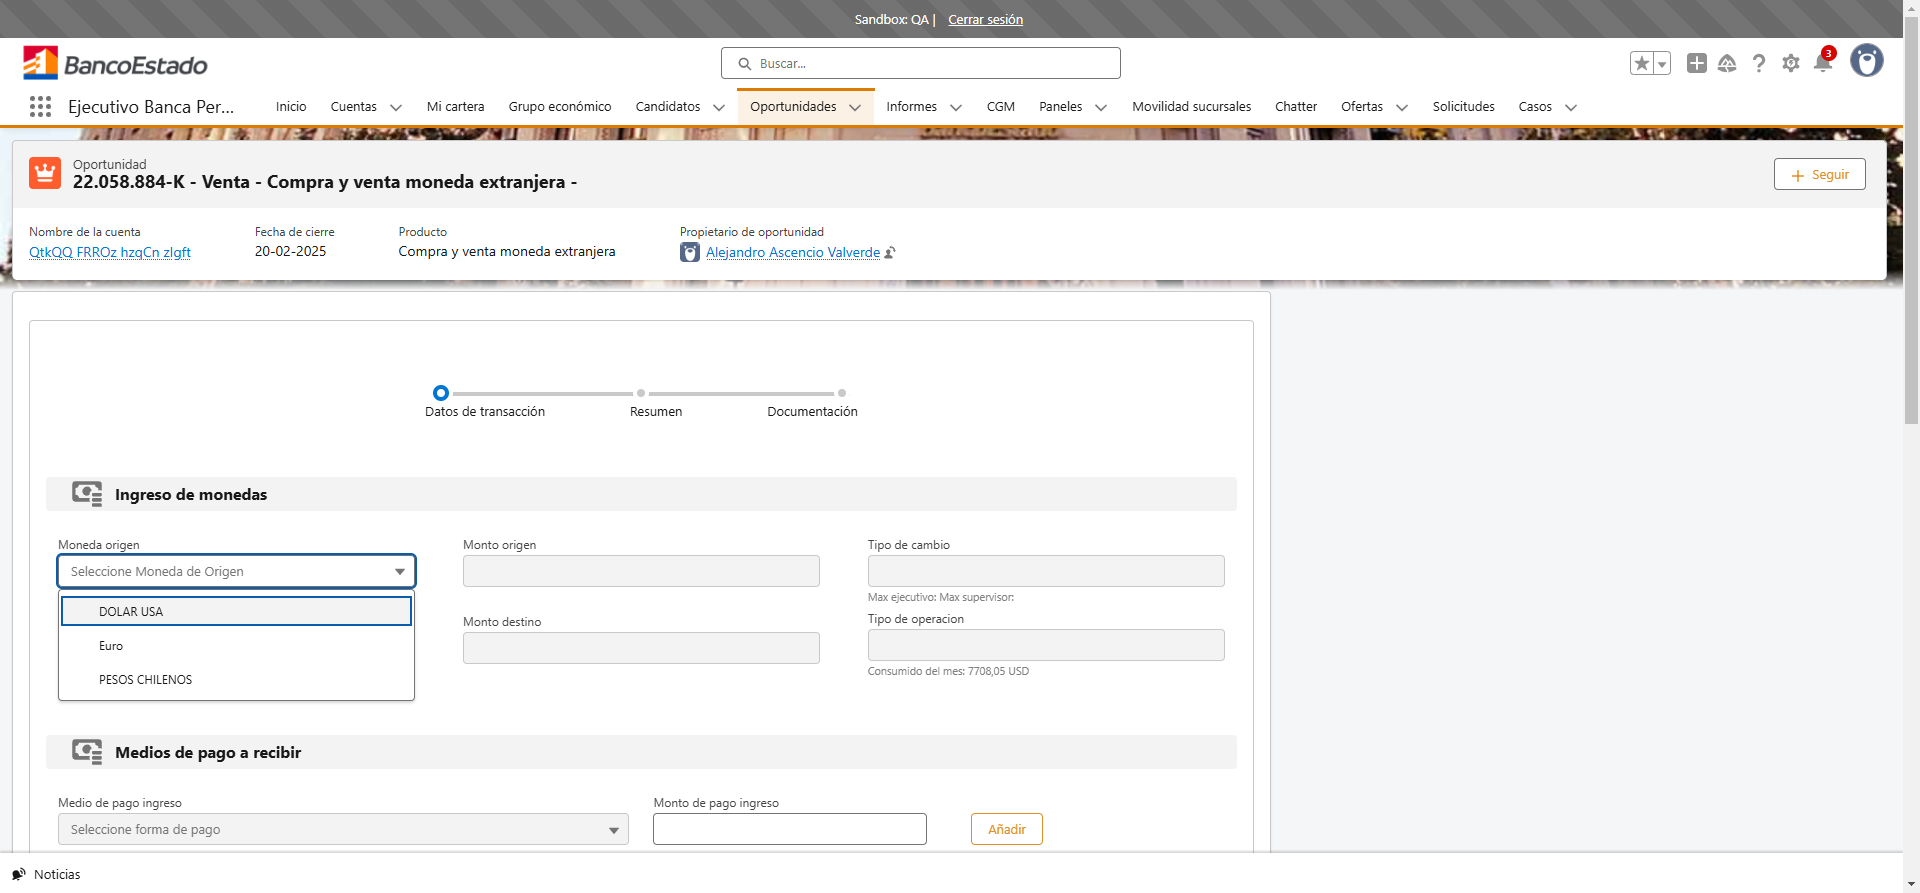 Sandbox: QA | Cerrar sesión
BancoEstado
Buscar...
3
Ejecutivo Banca Per...
Inicio
Cuentas
Mi cartera
Grupo económico
Candidatos
Oportunidades
Informes
CGM
Paneles
Movilidad sucursales
Chatter
Ofertas
Solicitudes
Casos
Oportunidad
22.058.884-K - Venta - Compra y venta moneda extranjera -
Seguir
Nombre de la cuenta
QtkQQ FRROz hzqCn zlgft
Fecha de cierre
20-02-2025
Producto
Compra y venta moneda extranjera
Propietario de oportunidad
Alejandro Ascencio Valverde
Datos de transacción
Resumen
Documentación
Ingreso de monedas
Moneda origen
Seleccione Moneda de Origen
DOLAR USA
Euro
PESOS CHILENOS
Monto origen
Monto destino
Tipo de cambio
Max ejecutivo: Max supervisor:
Tipo de operacion
Consumido del mes: 7708,05 USD
Medios de pago a recibir
Medio de pago ingreso
Seleccione forma de pago
Monto de pago ingreso
Añadir
Noticias